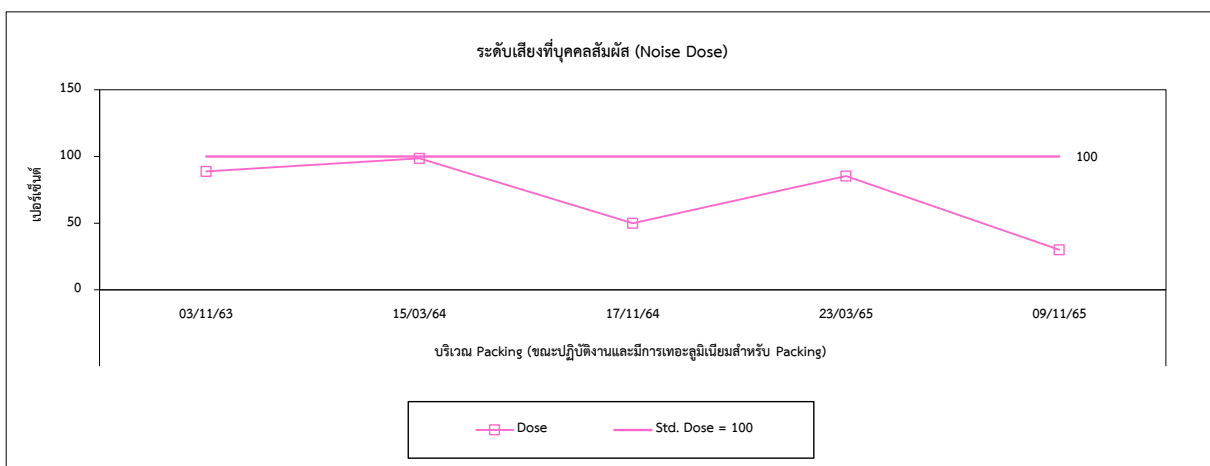 ระดับเสียงที่บุคคลสัมผัส (Noise Dose)
150
100
50
0
เปอร์เซ็นต์
100
03/11/63 15/03/64 17/11/64 23/03/65 09/11/65
บริเวณ Packing (ขณะปฏิบัติงานและมีการเทอะลูมิเนียมสำหรับ Packing)
Dose Std. Dose = 100